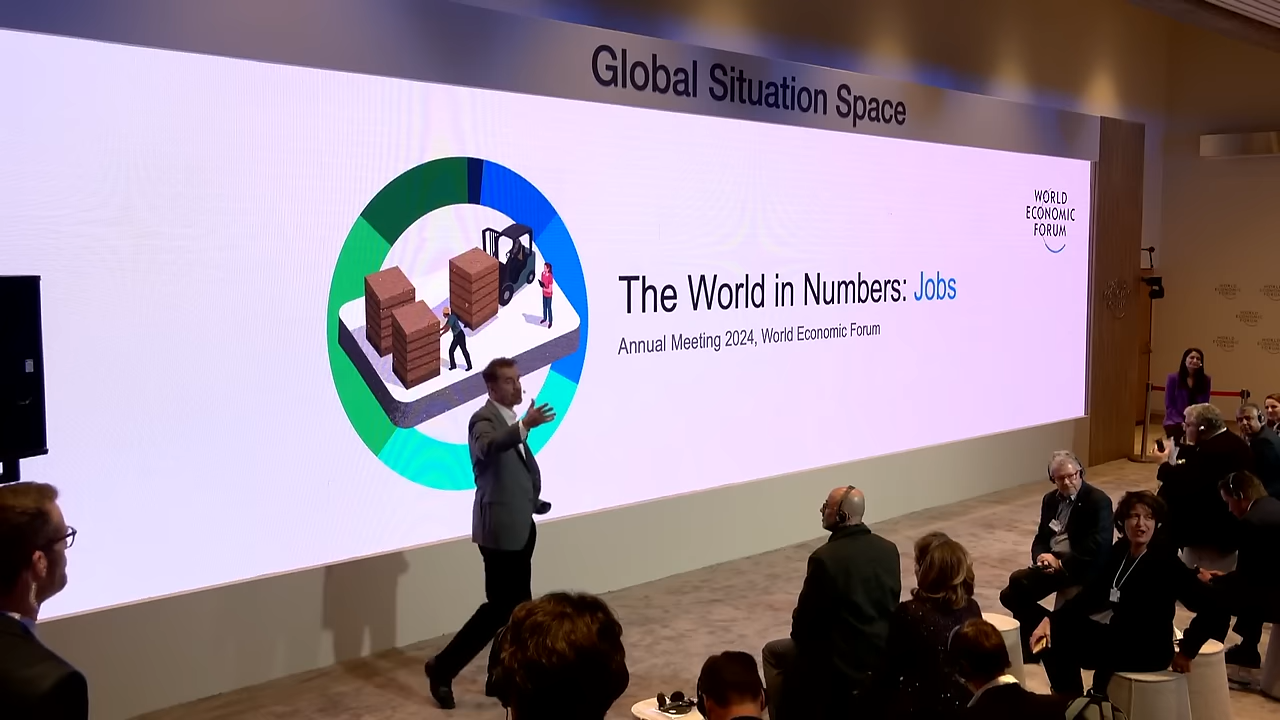 Global Situation Space
WORLD
ECONOMIC
FORUM
The World in Numbers: Jobs
Annual Meeting 2024, World Economic Forum